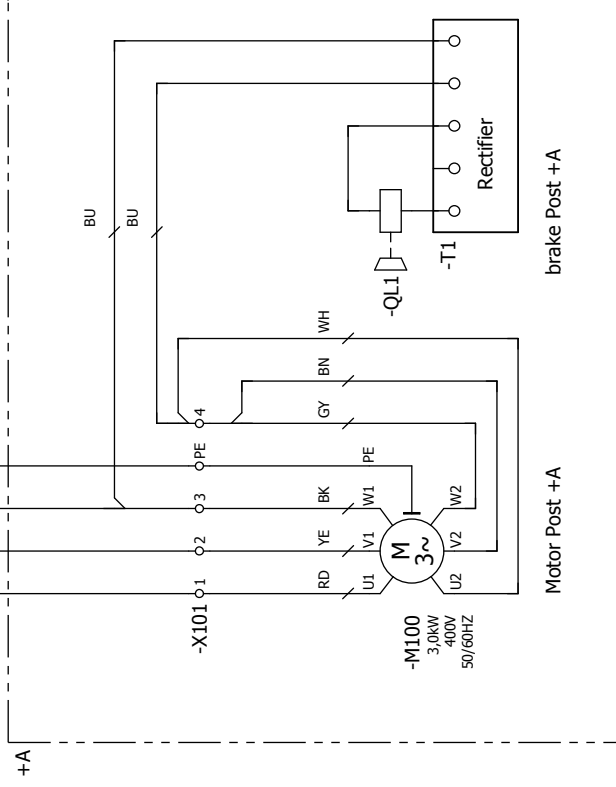 BU
BU
Rectifier
-T1
brake Post +A
-QL1
WH
BN
GY
4
PE
PE
3
BK
W1
W2
2
YE
V1
V2
1
RD
U1
U2
-X101
M
3~
-M100
3,0kW
400V
50/60HZ
Motor Post +A
+A